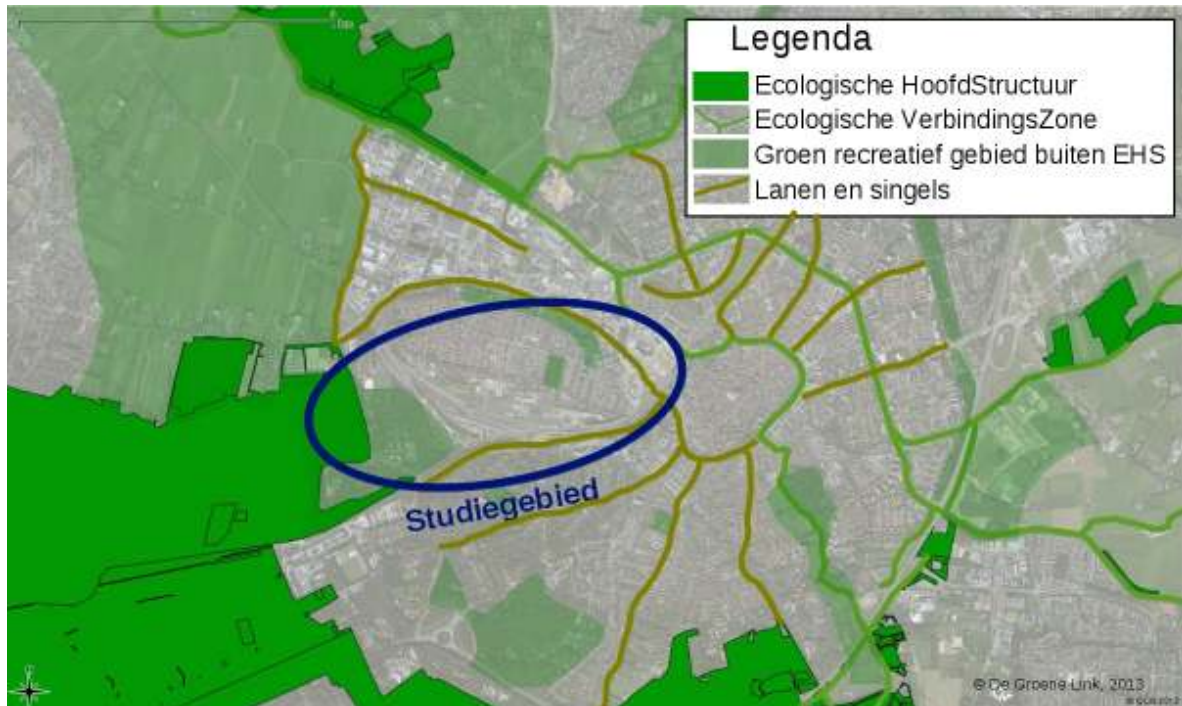 Legenda
Ecologische HoofdStructuur
Ecologische VerbindingsZone
Groen recreatief gebied buiten EHS
Lanen en singels
Studiegebied
© De Groene Link, 2013